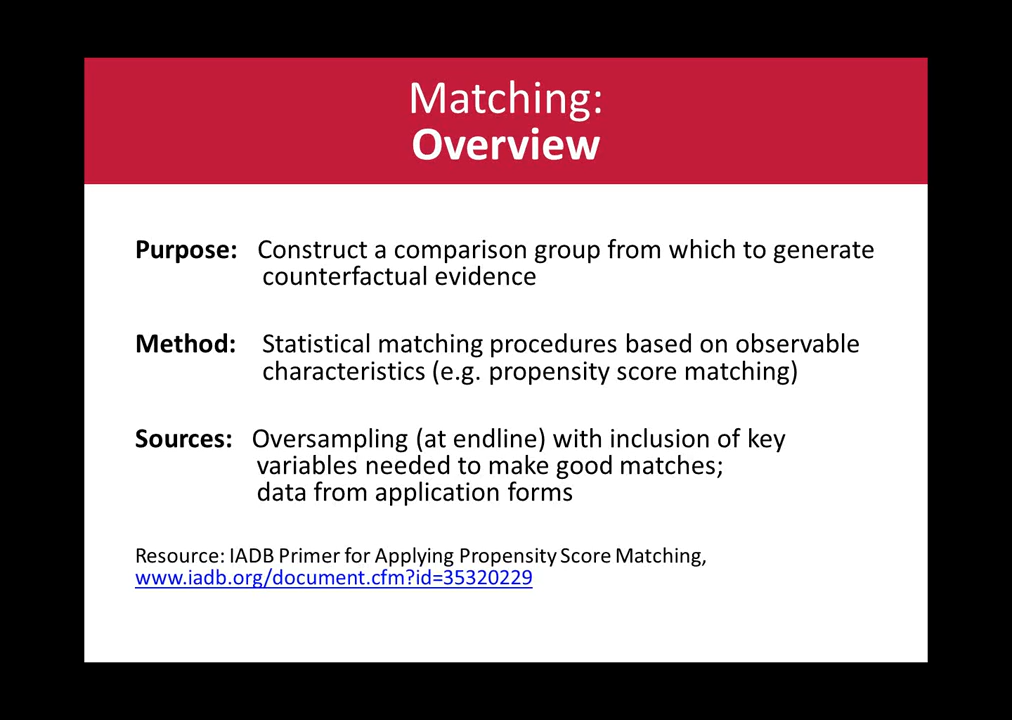 Matching:
Overview
Purpose: Construct a comparison group from which to generate
counterfactual evidence
Method: Statistical matching procedures based on observable
characteristics (e.g. propensity score matching)
Sources: Oversampling (at endline) with inclusion of key
variables needed to make good matches;
data from application forms
Resource: IADB Primer for Applying Propensity Score Matching,
www.iadb.org/document.cfm?id=35320229